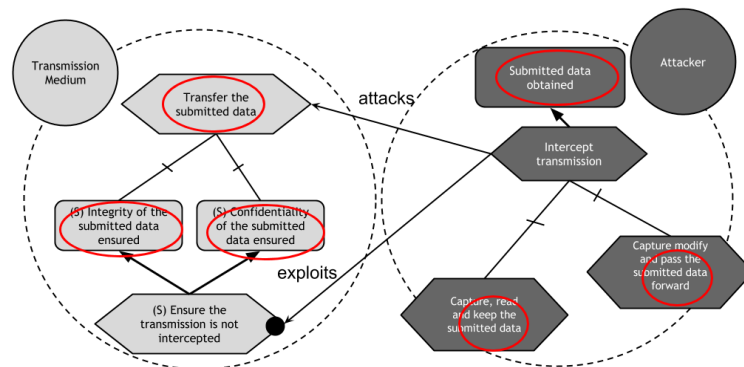 Transmission
Medium
Transfer the
submitted data
(S) Integrity of the
submitted data
ensured
(S) Confidentiality
of the submitted
data ensured
(S) Ensure the
transmission is not
intercepted
attacks
exploits
Submitted data
obtained
Attacker
Intercept
transmission
Capture, read
and keep the
submitted data
Capture modify
and pass the
submitted data
forward